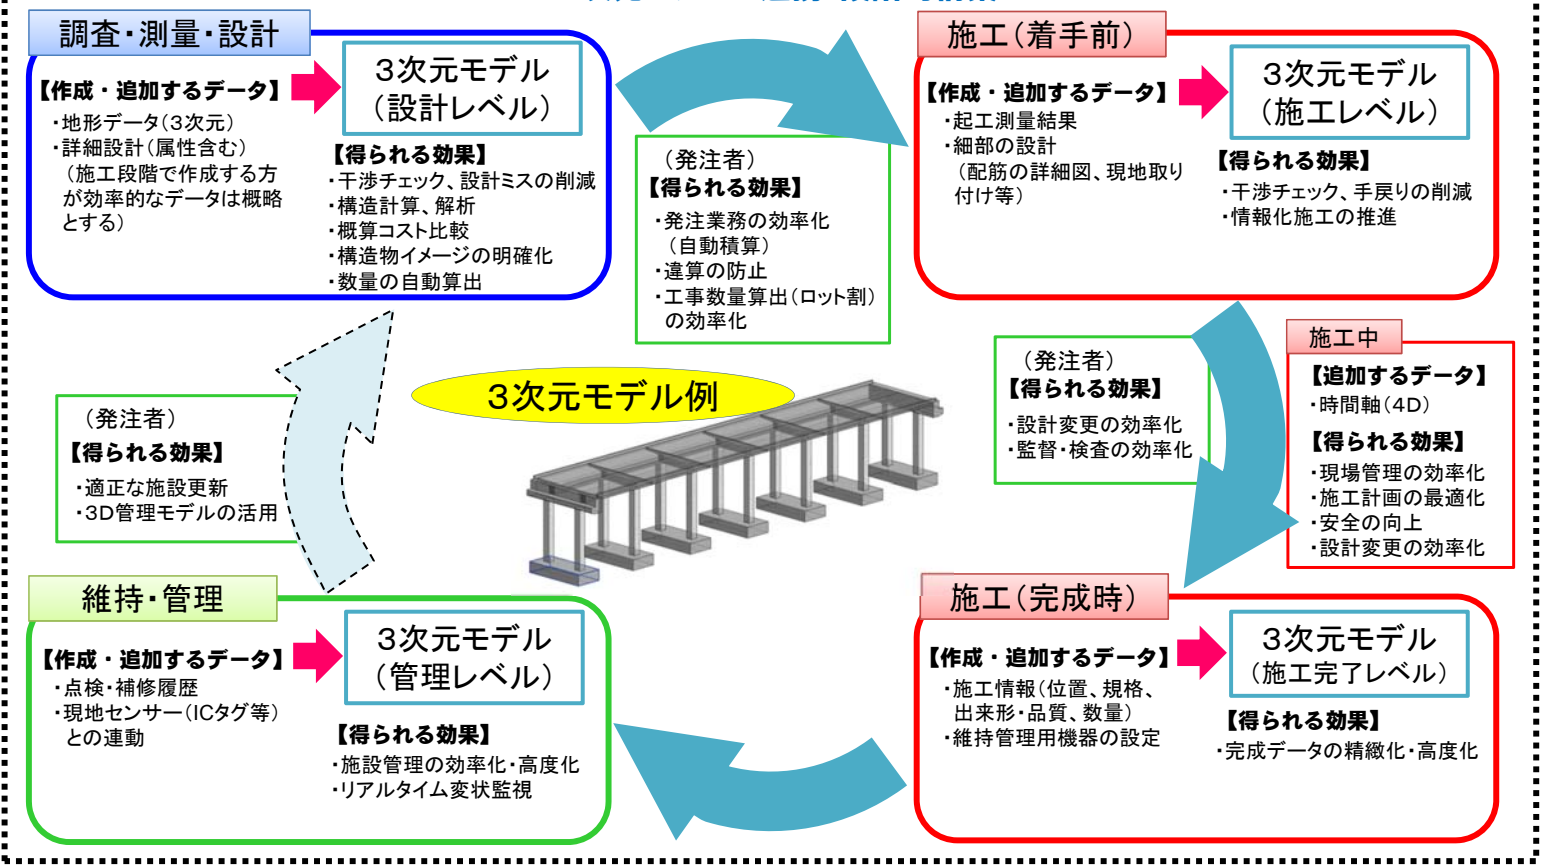 調査・測量・設計
【作成・追加するデータ】
・地形データ（３次元）
・詳細設計（属性含む）
（施工段階で作成する方
が効率的なデータは概略
とする）
３次元モデル
（設計レベル）
【得られる効果】
・干渉チェック、設計ミスの削減
・構造計算、解析
・概算コスト比較
・構造物イメージの明確化
・数量の自動算出
（発注者）
【得られる効果】
・発注業務の効率化
（自動積算）
・違算の防止
・工事数量算出（ロット割）
の効率化
施工（着手前）
【作成・追加するデータ】
・起工測量結果
・細部の設計
（配筋の詳細図、現地取り
付け等）
３次元モデル
（施工レベル）
【得られる効果】
・干渉チェック、手戻りの削減
・情報化施工の推進
（発注者）
【得られる効果】
・設計変更の効率化
・監督・検査の効率化
施工中
【追加するデータ】
・時間軸（４D）
【得られる効果】
・現場管理の効率化
・施工計画の最適化
・安全の向上
・設計変更の効率化
３次元モデル例
（発注者）
【得られる効果】
・適正な施設更新
・３D管理モデルの活用
維持・管理
【作成・追加するデータ】
・点検・補修履歴
・現地センサー（ICタグ等）
との連動
３次元モデル
（管理レベル）
【得られる効果】
・施設管理の効率化・高度化
・リアルタイム変状監視
施工（完成時）
【作成・追加するデータ】
・施工情報（位置、規格、
出来形・品質、数量）
・維持管理用機器の設定
３次元モデル
（施工完了レベル）
【得られる効果】
・完成データの精緻化・高度化